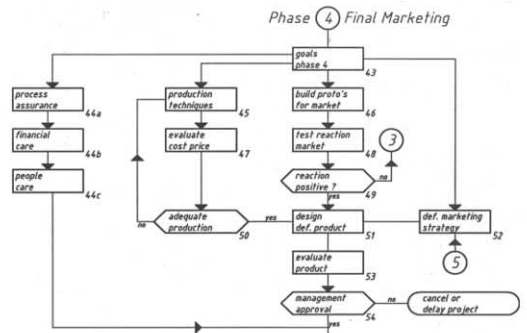 Phase 4 Final Marketing
goals
phase 4
43
process
assurance
44a
production
techniques
45
build proto's
for market
46
financial
care
44b
evaluate
cost price
47
test reaction
market
48
3
people
care
44c
reaction
positive ?
49
no
yes
adequate
production
50
no
yes
design
def. product
51
def. marketing
strategy
52
5
evaluate
product
53
management
approval
54
no
yes
cancel or
delay project